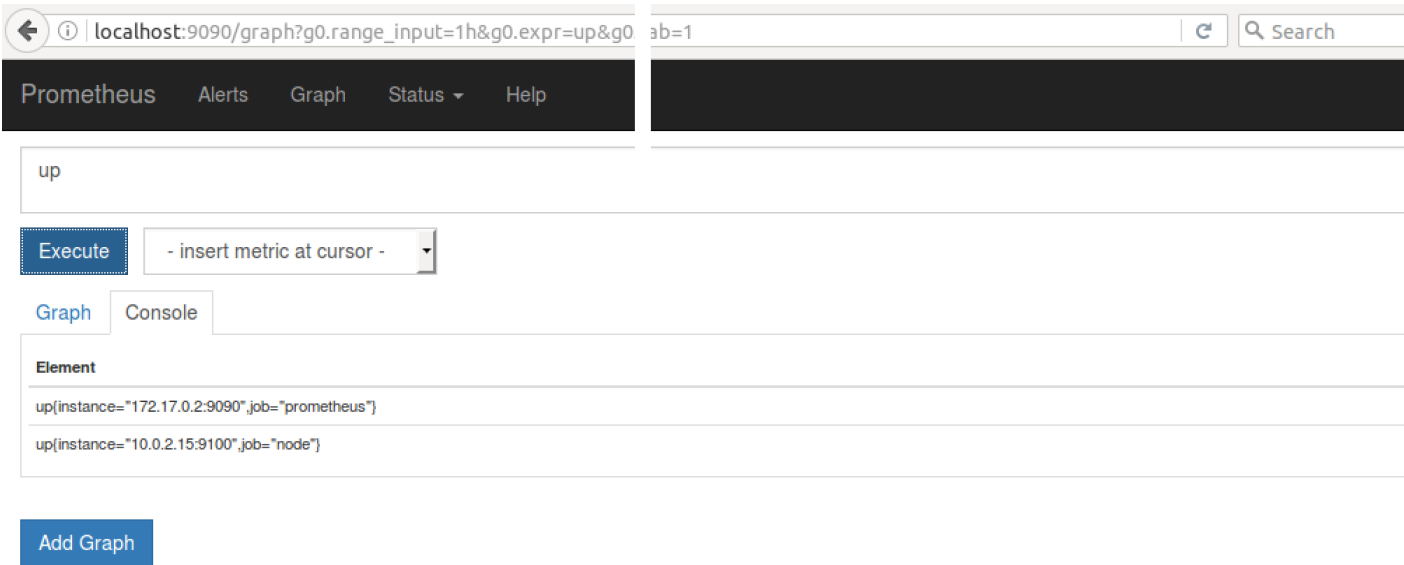 localhost:9090/graph?g0.range_input=1h&g0.expr=up&g0. ab=1 Search
Prometheus Alerts Graph Status Help
up
Execute - insert metric at cursor -
Graph Console
Element
up{instance="172.17.0.2:9090",job="prometheus"}
up{instance="10.0.2.15:9100",job="node"}
Add Graph